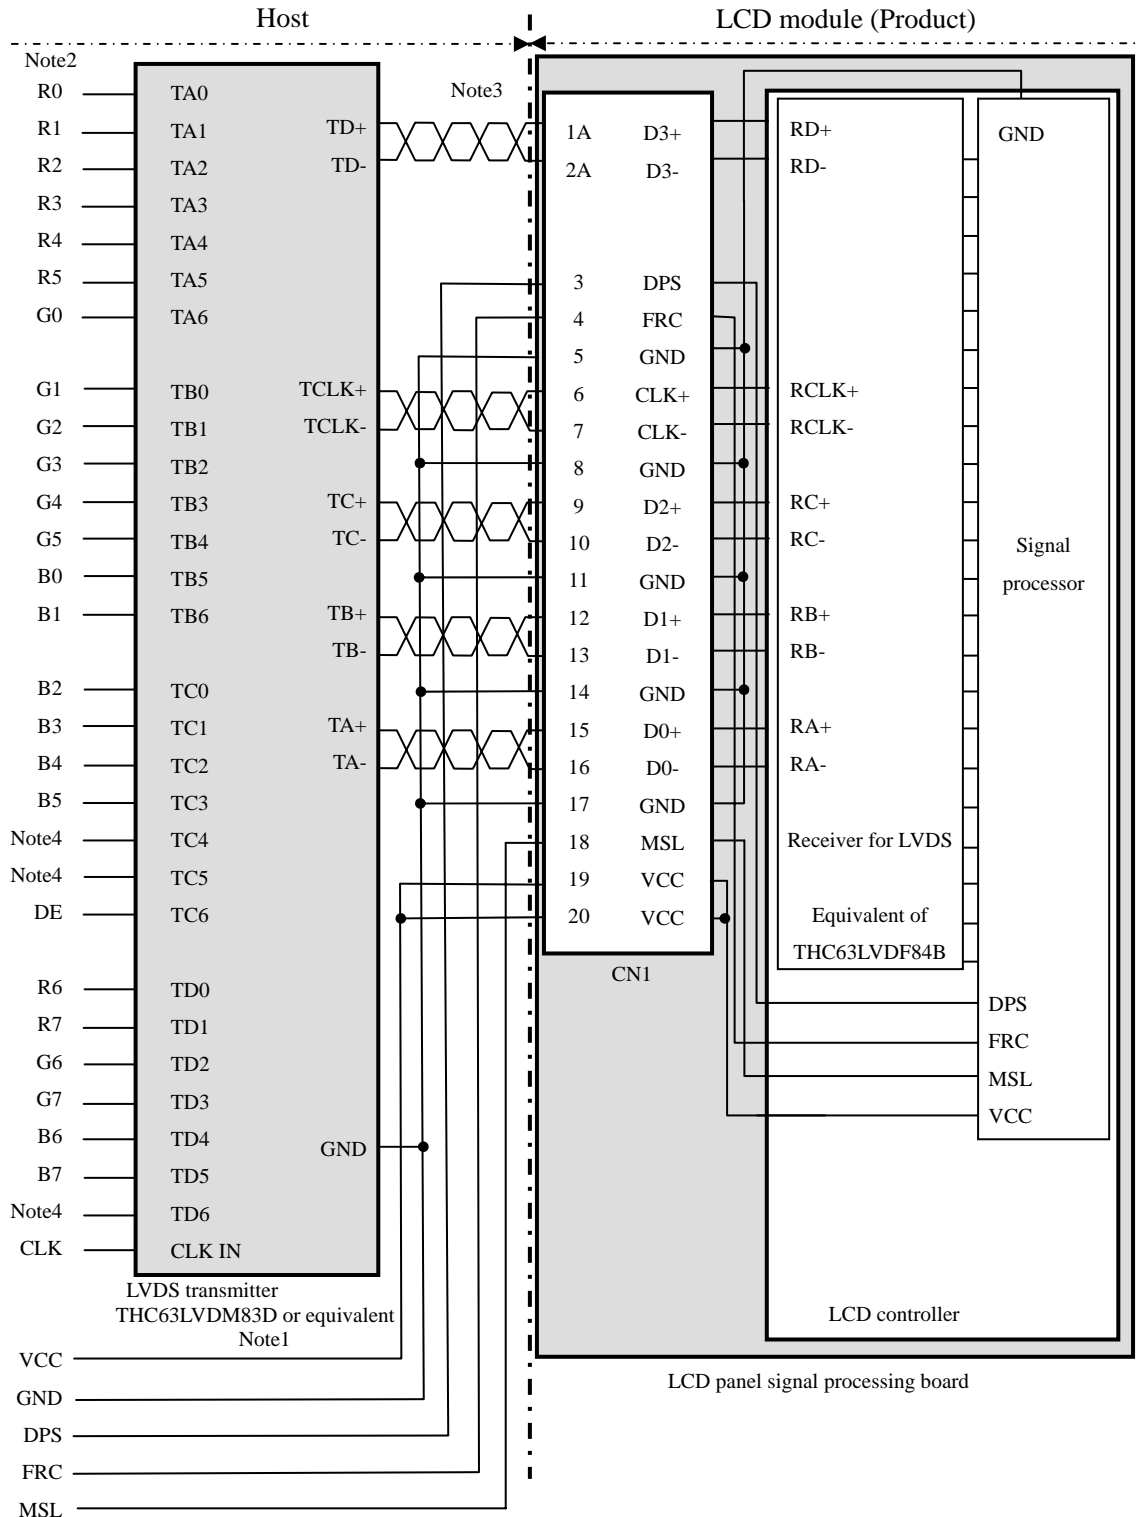 Host
LCD module (Product)
Note2
Note3
R0 TA0
R1 TA1 TD+ 1A D3+ RD+ GND
R2 TA2 TD- 2A D3- RD-
R3 TA3
R4 TA4
R5 TA5 3 DPS
G0 TA6 4 FRC
5 GND
G1 TB0 TCLK+ 6 CLK+ RCLK+
G2 TB1 TCLK- 7 CLK- RCLK-
G3 TB2 8 GND
G4 TB3 TC+ 9 D2+ RC+
G5 TB4 TC- 10 D2- RC- Signal
B0 TB5 11 GND processor
B1 TB6 TB+ 12 D1+ RB+
TB- 13 D1- RB-
B2 TC0 14 GND
B3 TC1 TA+ 15 D0+ RA+
B4 TC2 TA- 16 D0- RA-
B5 TC3 17 GND
Note4 TC4 18 MSL Receiver for LVDS
Note4 TC5 19 VCC
DE TC6 20 VCC Equivalent of
THC63LVDF84B
CN1
R6 TD0 DPS
R7 TD1 FRC
G6 TD2 MSL
G7 TD3 VCC
B6 TD4 GND
B7 TD5
Note4 TD6
CLK CLK IN
LVDS transmitter
THC63LVDM83D or equivalent
Note1
LCD controller
VCC
LCD panel signal processing board
GND
DPS
FRC
MSL